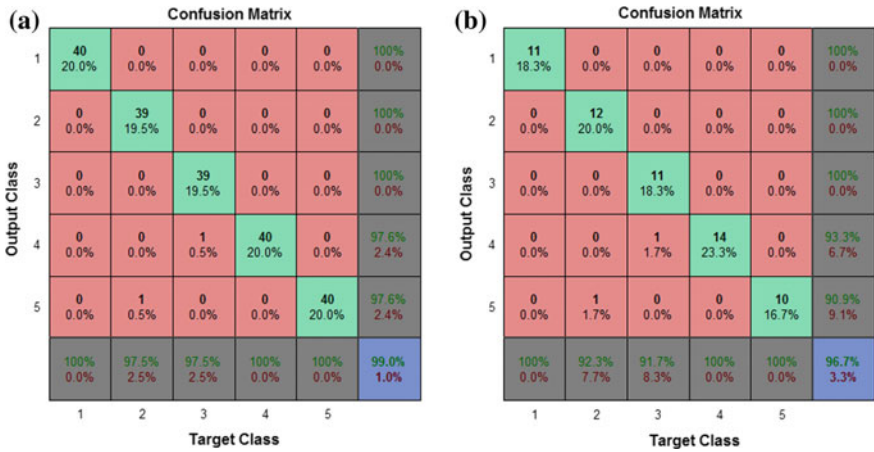 (a)
Confusion Matrix
1
40 0 0 0 0 100%
20.0% 0.0% 0.0% 0.0% 0.0% 0.0%
2
0 39 0 0 0 100%
0.0% 19.5% 0.0% 0.0% 0.0% 0.0%
3
0 0 39 0 0 100%
0.0% 0.0% 19.5% 0.0% 0.0% 0.0%
4
0 0 1 40 0 97.6%
0.0% 0.0% 0.5% 20.0% 0.0% 2.4%
5
0 1 0 0 40 97.6%
0.0% 0.5% 0.0% 0.0% 20.0% 2.4%
100% 97.5% 97.5% 100% 100% 99.0%
0.0% 2.5% 2.5% 0.0% 0.0% 1.0%
1 2 3 4 5
Output Class
Target Class
(b)
Confusion Matrix
1
11 0 0 0 0 100%
18.3% 0.0% 0.0% 0.0% 0.0% 0.0%
2
0 12 0 0 0 100%
0.0% 20.0% 0.0% 0.0% 0.0% 0.0%
3
0 0 11 0 0 100%
0.0% 0.0% 18.3% 0.0% 0.0% 0.0%
4
0 0 1 14 0 93.3%
0.0% 0.0% 1.7% 23.3% 0.0% 6.7%
5
0 1 0 0 10 90.9%
0.0% 1.7% 0.0% 0.0% 16.7% 9.1%
100% 92.3% 91.7% 100% 100% 96.7%
0.0% 7.7% 8.3% 0.0% 0.0% 3.3%
1 2 3 4 5
Output Class
Target Class